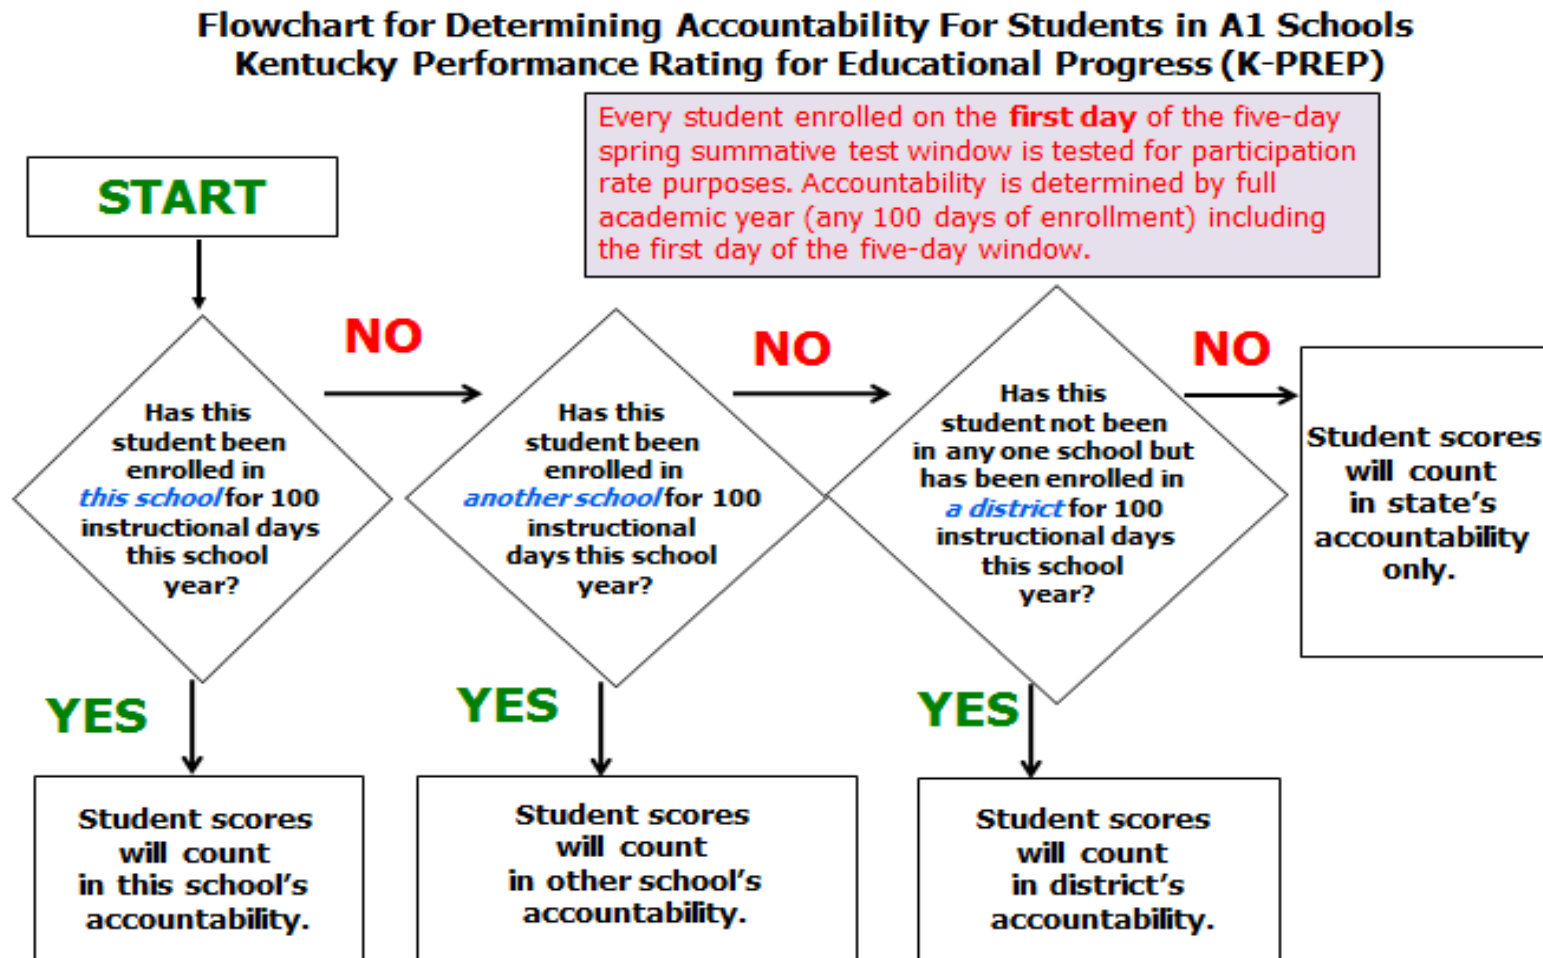 Flowchart for Determining Accountability For Students in A1 Schools
Kentucky Performance Rating for Educational Progress (K-PREP)
Every student enrolled on the first day of the five-day
spring summative test window is tested for participation
rate purposes. Accountability is determined by full
academic year (any 100 days of enrollment) including
the first day of the five-day window.
START
NO
NO
NO
Has this
student been
enrolled in
this school for 100
instructional days
this school
year?
Has this
student been
enrolled in
another school for 100
instructional
days this school
year?
Has this
student not been
in any one school but
has been enrolled in
a district for 100
instructional days
this school
year?
Student scores
will count
in state's
accountability
only.
YES
YES
YES
Student scores
will count
in this school's
accountability.
Student scores
will count
in other school's
accountability.
Student scores
will count
in district's
accountability.